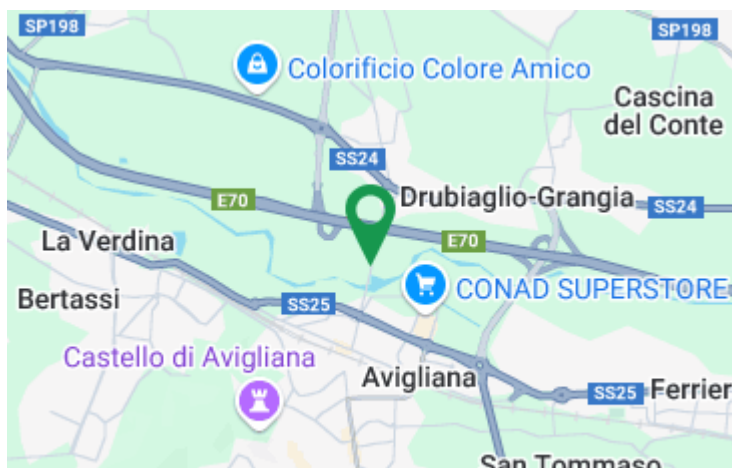 SP198
SP198
Colorificio Colore Amico
Cascina
del Conte
SS24
Drubiaglio-Grangia
SS24
E70
La Verdina
E70
Bertassi
SS25
CONAD SUPERSTORE
Castello di Avigliana
Avigliana
SS25
Ferrier
San Tommaso